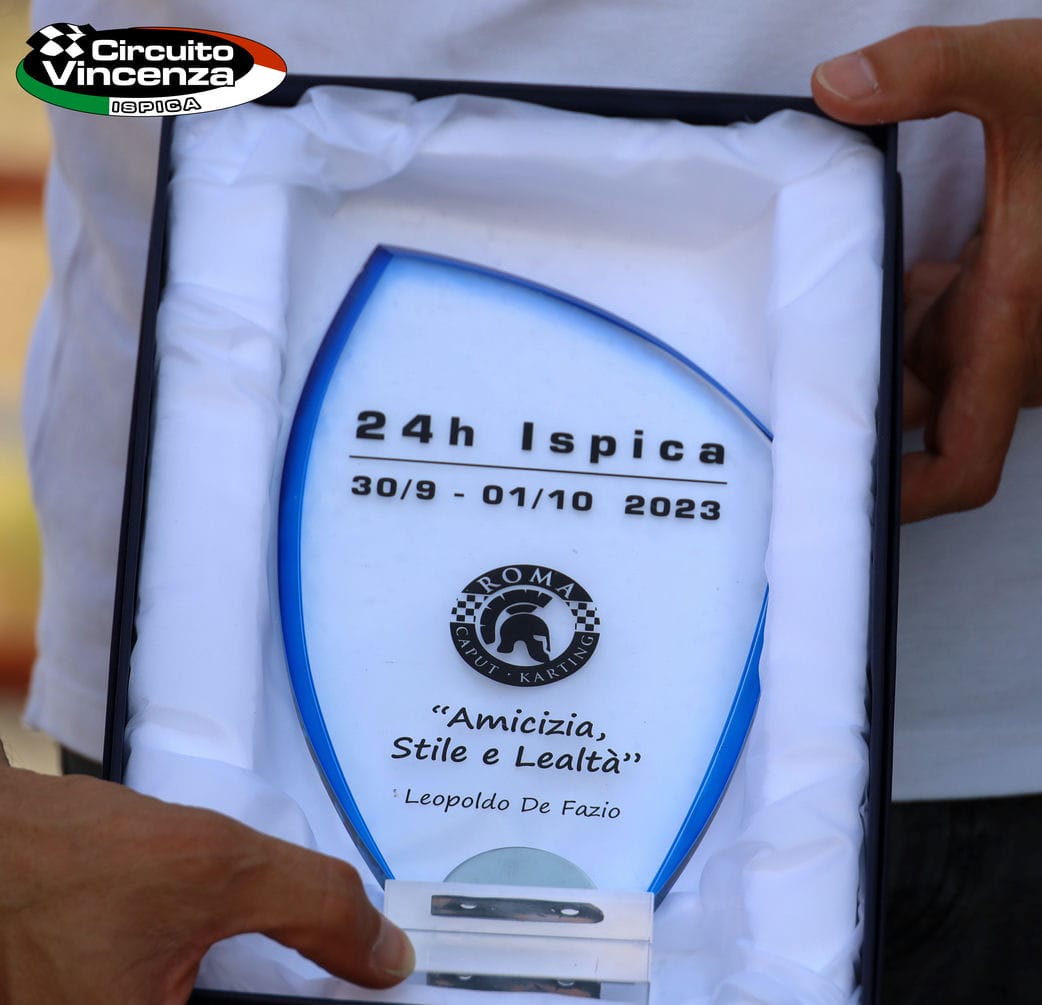 Circuito
Vincenza
ISPICA
24h Ispica
30/9 - 01/10 2023
ROMA
CAPUT · KARTING
“Amicizia,
Stile e Lealtà”
Leopoldo De Fazio